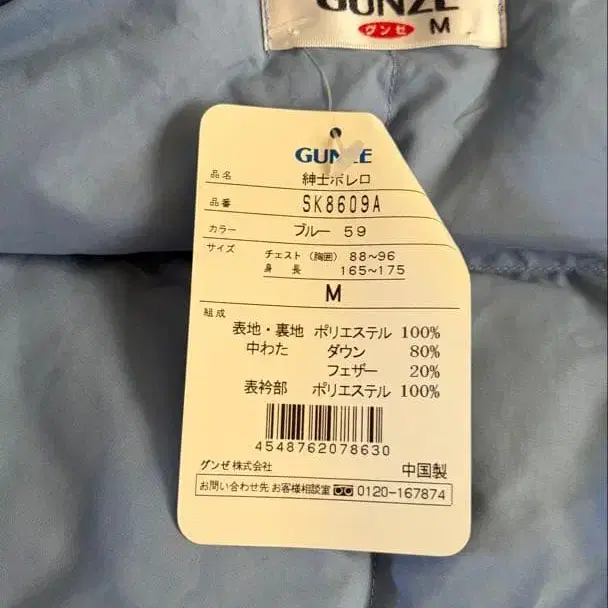 GUNZE
グンゼ M
GUNZE
品名 紳士ボレロ
品番 SK8609A
カラー ブルー 59
サイズ チェスト (胸囲) 88~96
身長 165~175
M
組成
表地・裏地 ポリエステル 100%
中わた ダウン 80%
フェザー 20%
表衿部 ポリエステル 100%
4548762078630
グンゼ株式会社 中国製
お問い合わせ先 お客様相談室 0120-167874